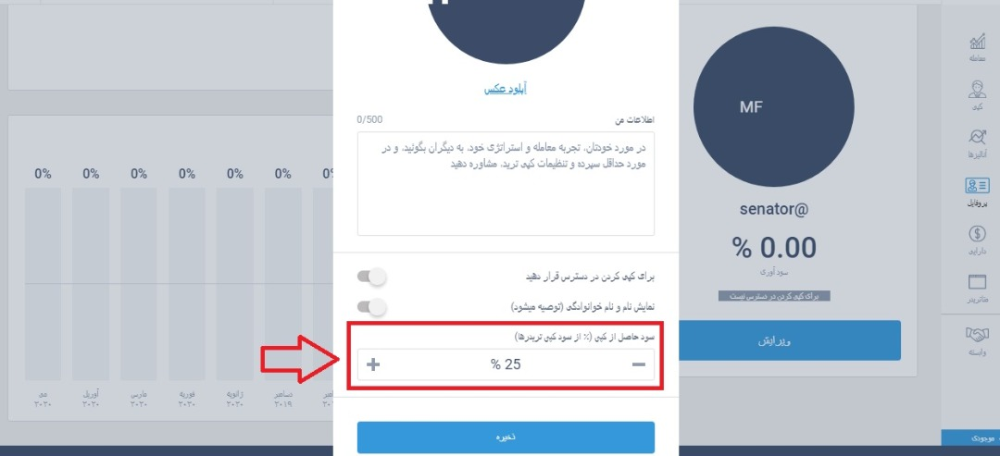 آپلود عکس
اطلاعات من
0/500
در مورد خودتان، تجربه معامله و استراتژی خود، به دیگران بگوئید، و در
مورد حداقل سپرده و تنظیمات کپی ترید، مشاوره دهید
برای کپی کردن در دسترس قرار دهید
نمایش نام و نام خوانوادگی (توصیه میشود)
سود حاصل از کپی (٪ از سود کپی تریدرها)
% 25
ذخیره
MF
senator@
% 0.00
سود آوری
برای کپی کردن در دسترس نیست
ویرایش
معامله
کپی
آنالیزها
پروفایل
دارایی
متاتریدر
وابسته
موجودی
0% 0% 0% 0% 0% 0%
می ۲۰۲۰
آوریل ۲۰۲۰
مارس ۲۰۲۰
فوریه ۲۰۲۰
ژانویه ۲۰۲۰
دسامبر ۲۰۱۹